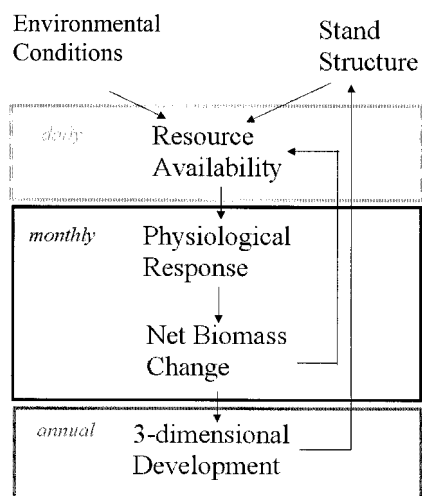 Environmental
Conditions
Stand
Structure
daily
Resource
Availability
monthly
Physiological
Response
Net Biomass
Change
annual
3-dimensional
Development